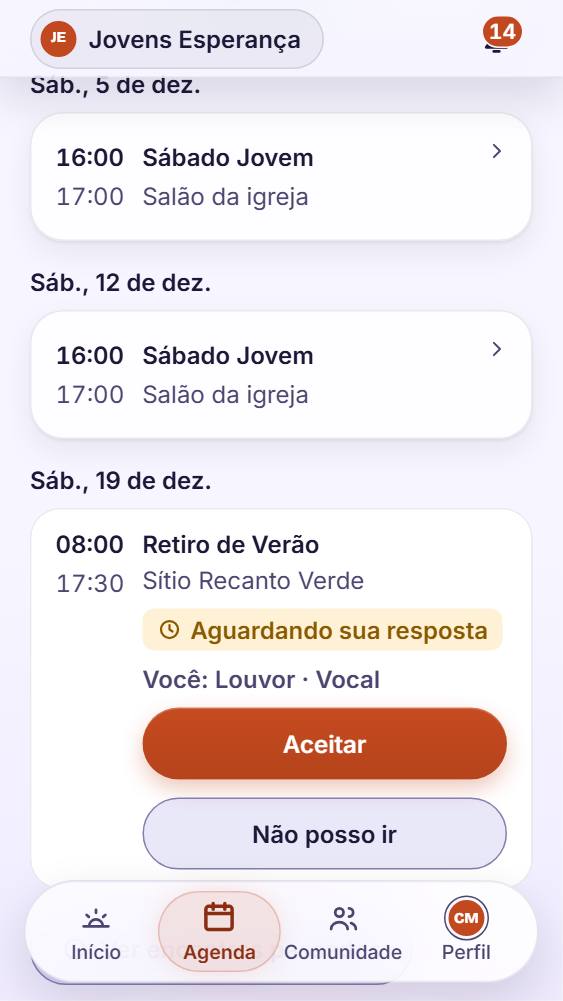 JE Jovens Esperança 14
Sáb., 5 de dez.
16:00 Sábado Jovem
17:00 Salão da igreja
Sáb., 12 de dez.
16:00 Sábado Jovem
17:00 Salão da igreja
Sáb., 19 de dez.
08:00 Retiro de Verão
17:30 Sítio Recanto Verde
Aguardando sua resposta
Você: Louvor · Vocal
Aceitar
Não posso ir
CM
Início Agenda Comunidade Perfil